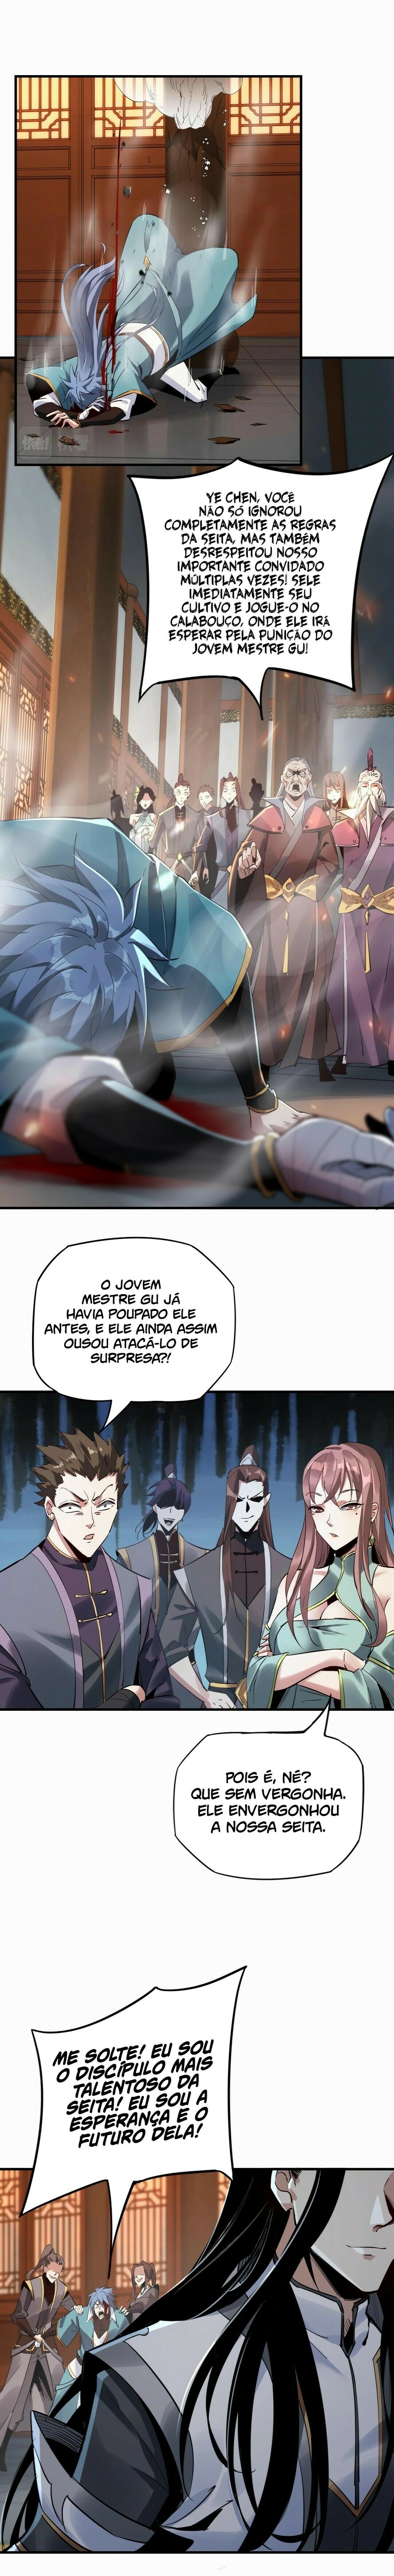 YE CHEN, VOCÊ
NÃO SÓ IGNOROU
COMPLETAMENTE AS REGRAS
DA SEITA, MAS TAMBÉM
DESRESPEITOU NOSSO
IMPORTANTE CONVIDADO
MÚLTIPLAS VEZES! SELE
IMEDIATAMENTE SEU
CULTIVO E JOGUE-O NO
CALABOUÇO, ONDE ELE IRÁ
ESPERAR PELA PUNIÇÃO DO
JOVEM MESTRE GU!
O JOVEM
MESTRE GU JÁ
HAVIA POUPADO ELE
ANTES, E ELE AINDA ASSIM
OUSOU ATACÁ-LO DE
SURPRESA?!
POIS É, NÉ?
QUE SEM VERGONHA.
ELE ENVERGONHOU
A NOSSA SEITA.
ME SOLTE! EU SOU
O DISCÍPULO MAIS
TALENTOSO DA
SEITA! EU SOU A
ESPERANÇA E O
FUTURO DELA!